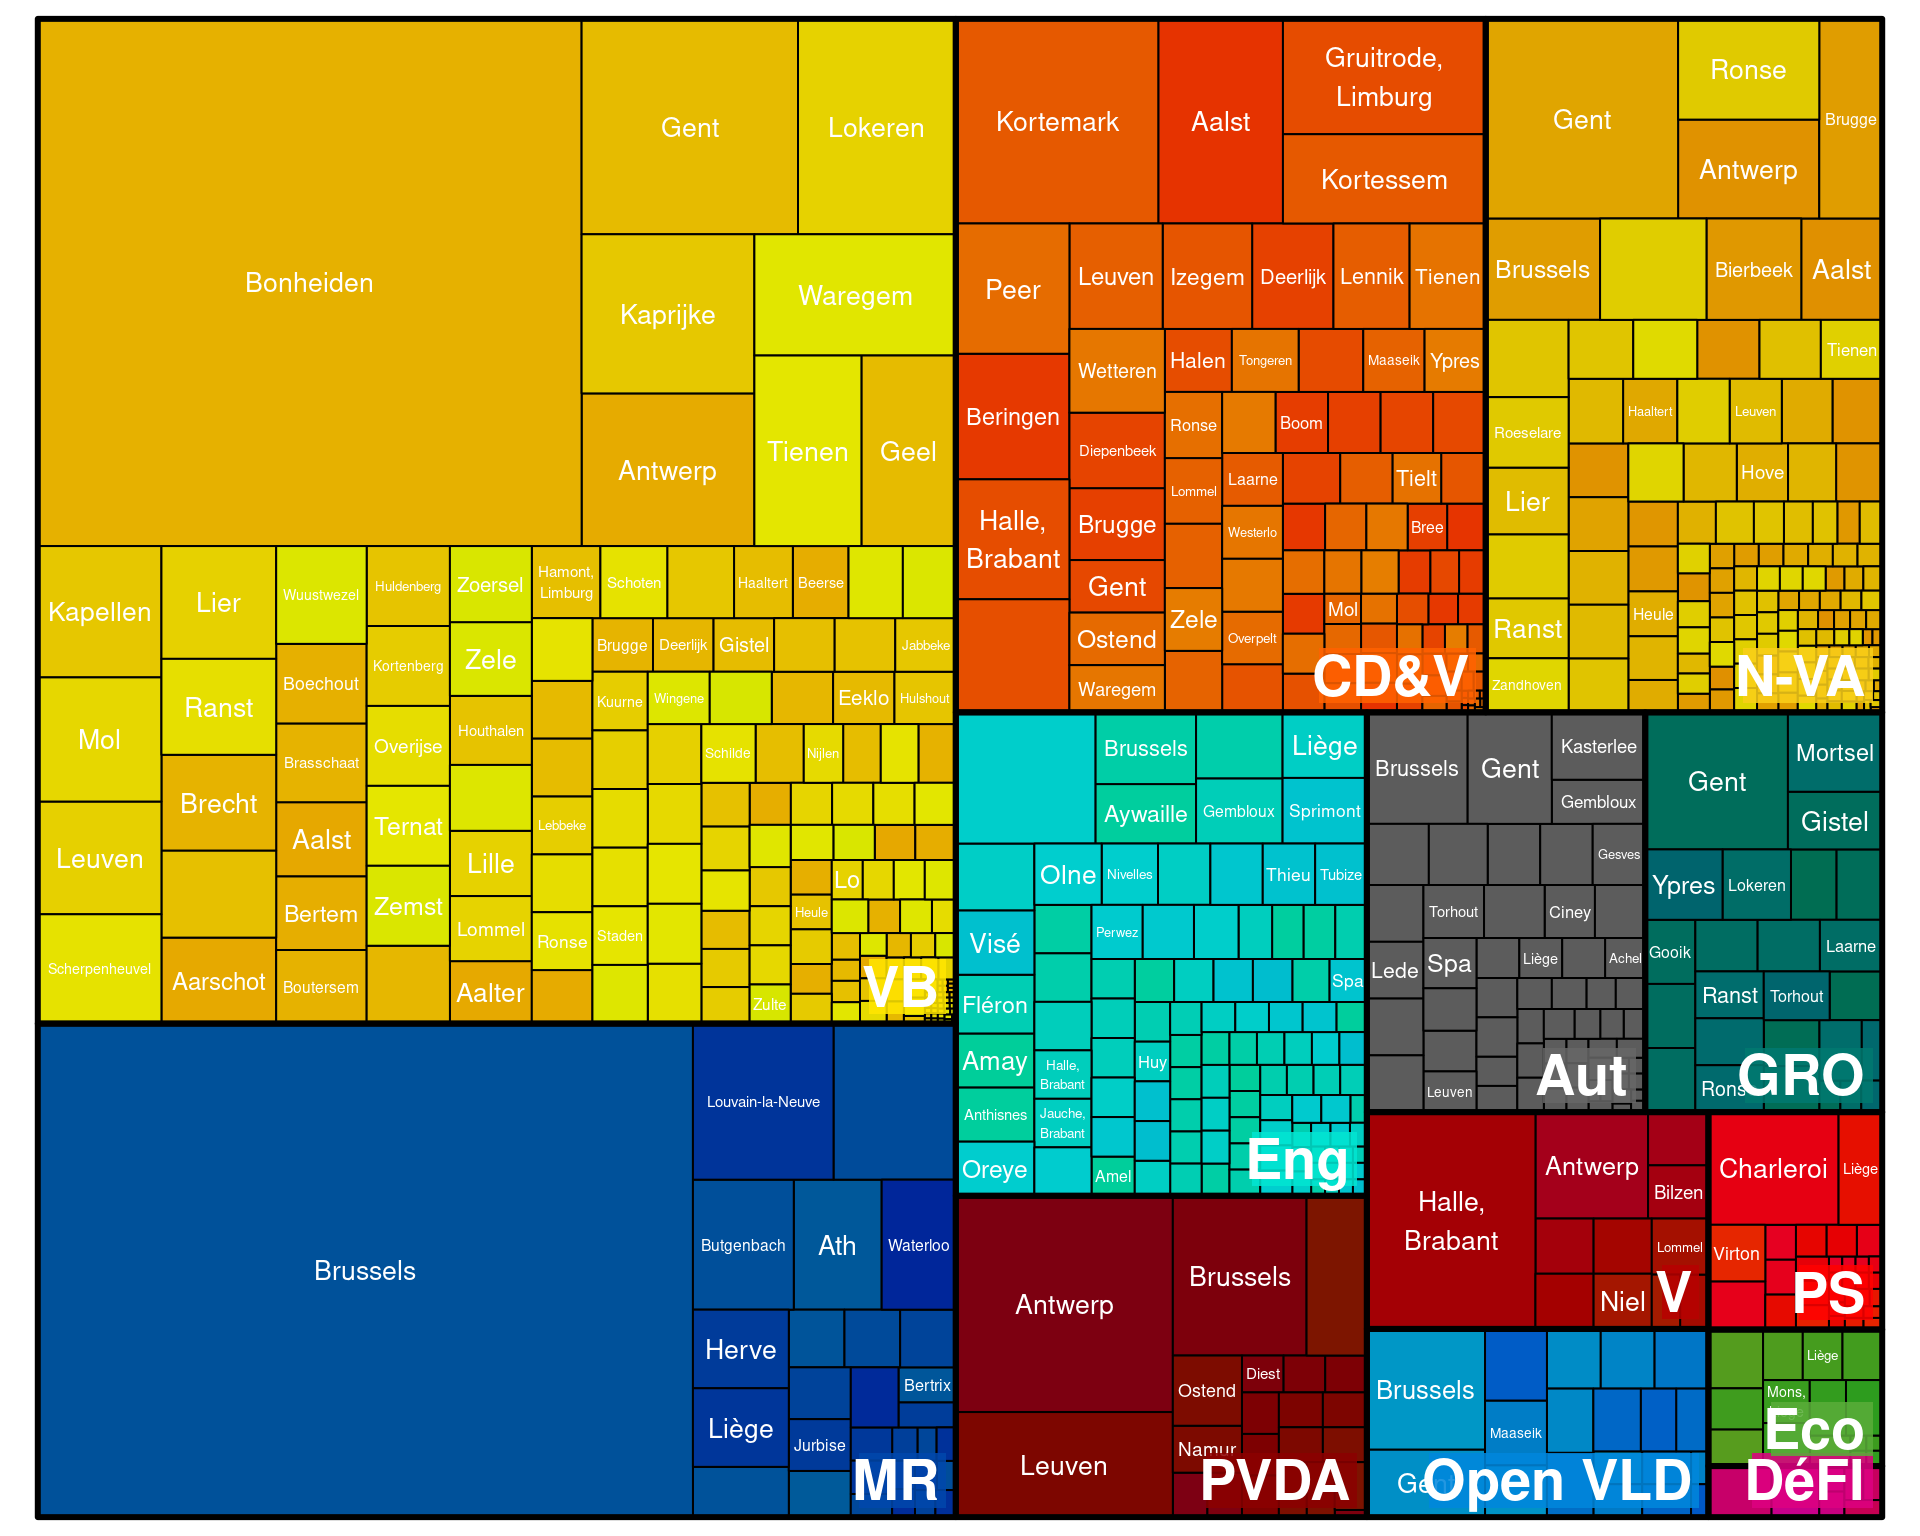 Bonheiden
Gent
Lokeren
Kaprijke
Waregem
Antwerp
Tienen
Geel
Kapellen
Mol
Leuven
Scherpenheuvel
Lier
Ranst
Brecht
Aarschot
Wuustwezel
Boechout
Brasschaat
Aalst
Bertem
Boutersem
Huldenberg
Kortenberg
Overijse
Ternat
Zemst
Zoersel
Zele
Houthalen
Lille
Lommel
Aalter
Hamont,
Limburg
Schoten
Haaltert
Beerse
Brugge
Deerlijk
Gistel
Jabbeke
Kuurne
Wingene
Eeklo
Hulshout
Schilde
Nijlen
Lebbeke
Ronse
Staden
Lo
Heule
Zulte
VB
Brussels
Louvain-la-Neuve
Butgenbach
Ath
Waterloo
Herve
Liège
Bertrix
Jurbise
MR
Kortemark
Aalst
Gruitrode,
Limburg
Kortessem
Peer
Leuven
Izegem
Deerlijk
Lennik
Tienen
Beringen
Halle,
Brabant
Wetteren
Diepenbeek
Brugge
Gent
Ostend
Waregem
Halen
Tongeren
Maaseik
Ypres
Ronse
Boom
Lommel
Laarne
Tielt
Westerlo
Bree
Zele
Mol
Overpelt
CD&V
Gent
Ronse
Brugge
Antwerp
Brussels
Bierbeek
Aalst
Tienen
Roeselare
Haaltert
Leuven
Lier
Hove
Ranst
Heule
Zandhoven
N-VA
Brussels
Liège
Aywaille
Gembloux
Sprimont
Olne
Nivelles
Thieu
Tubize
Visé
Perwez
Spa
Fléron
Amay
Halle,
Brabant
Huy
Anthisnes
Jauche,
Brabant
Oreye
Amel
Eng
Brussels
Gent
Kasterlee
Gembloux
Gesves
Torhout
Ciney
Lede
Spa
Liège
Achel
Leuven
Aut
Gent
Mortsel
Gistel
Ypres
Lokeren
Gooik
Laarne
Ranst
Torhout
Rons
GRO
Antwerp
Brussels
Leuven
Ostend
Diest
Namur
PVDA
Halle,
Brabant
Antwerp
Bilzen
Lommel
Niel
V
Charleroi
Liège
Virton
PS
Brussels
Maaseik
Gent
Open VLD
Liège
Mons,
Eco
DéFI